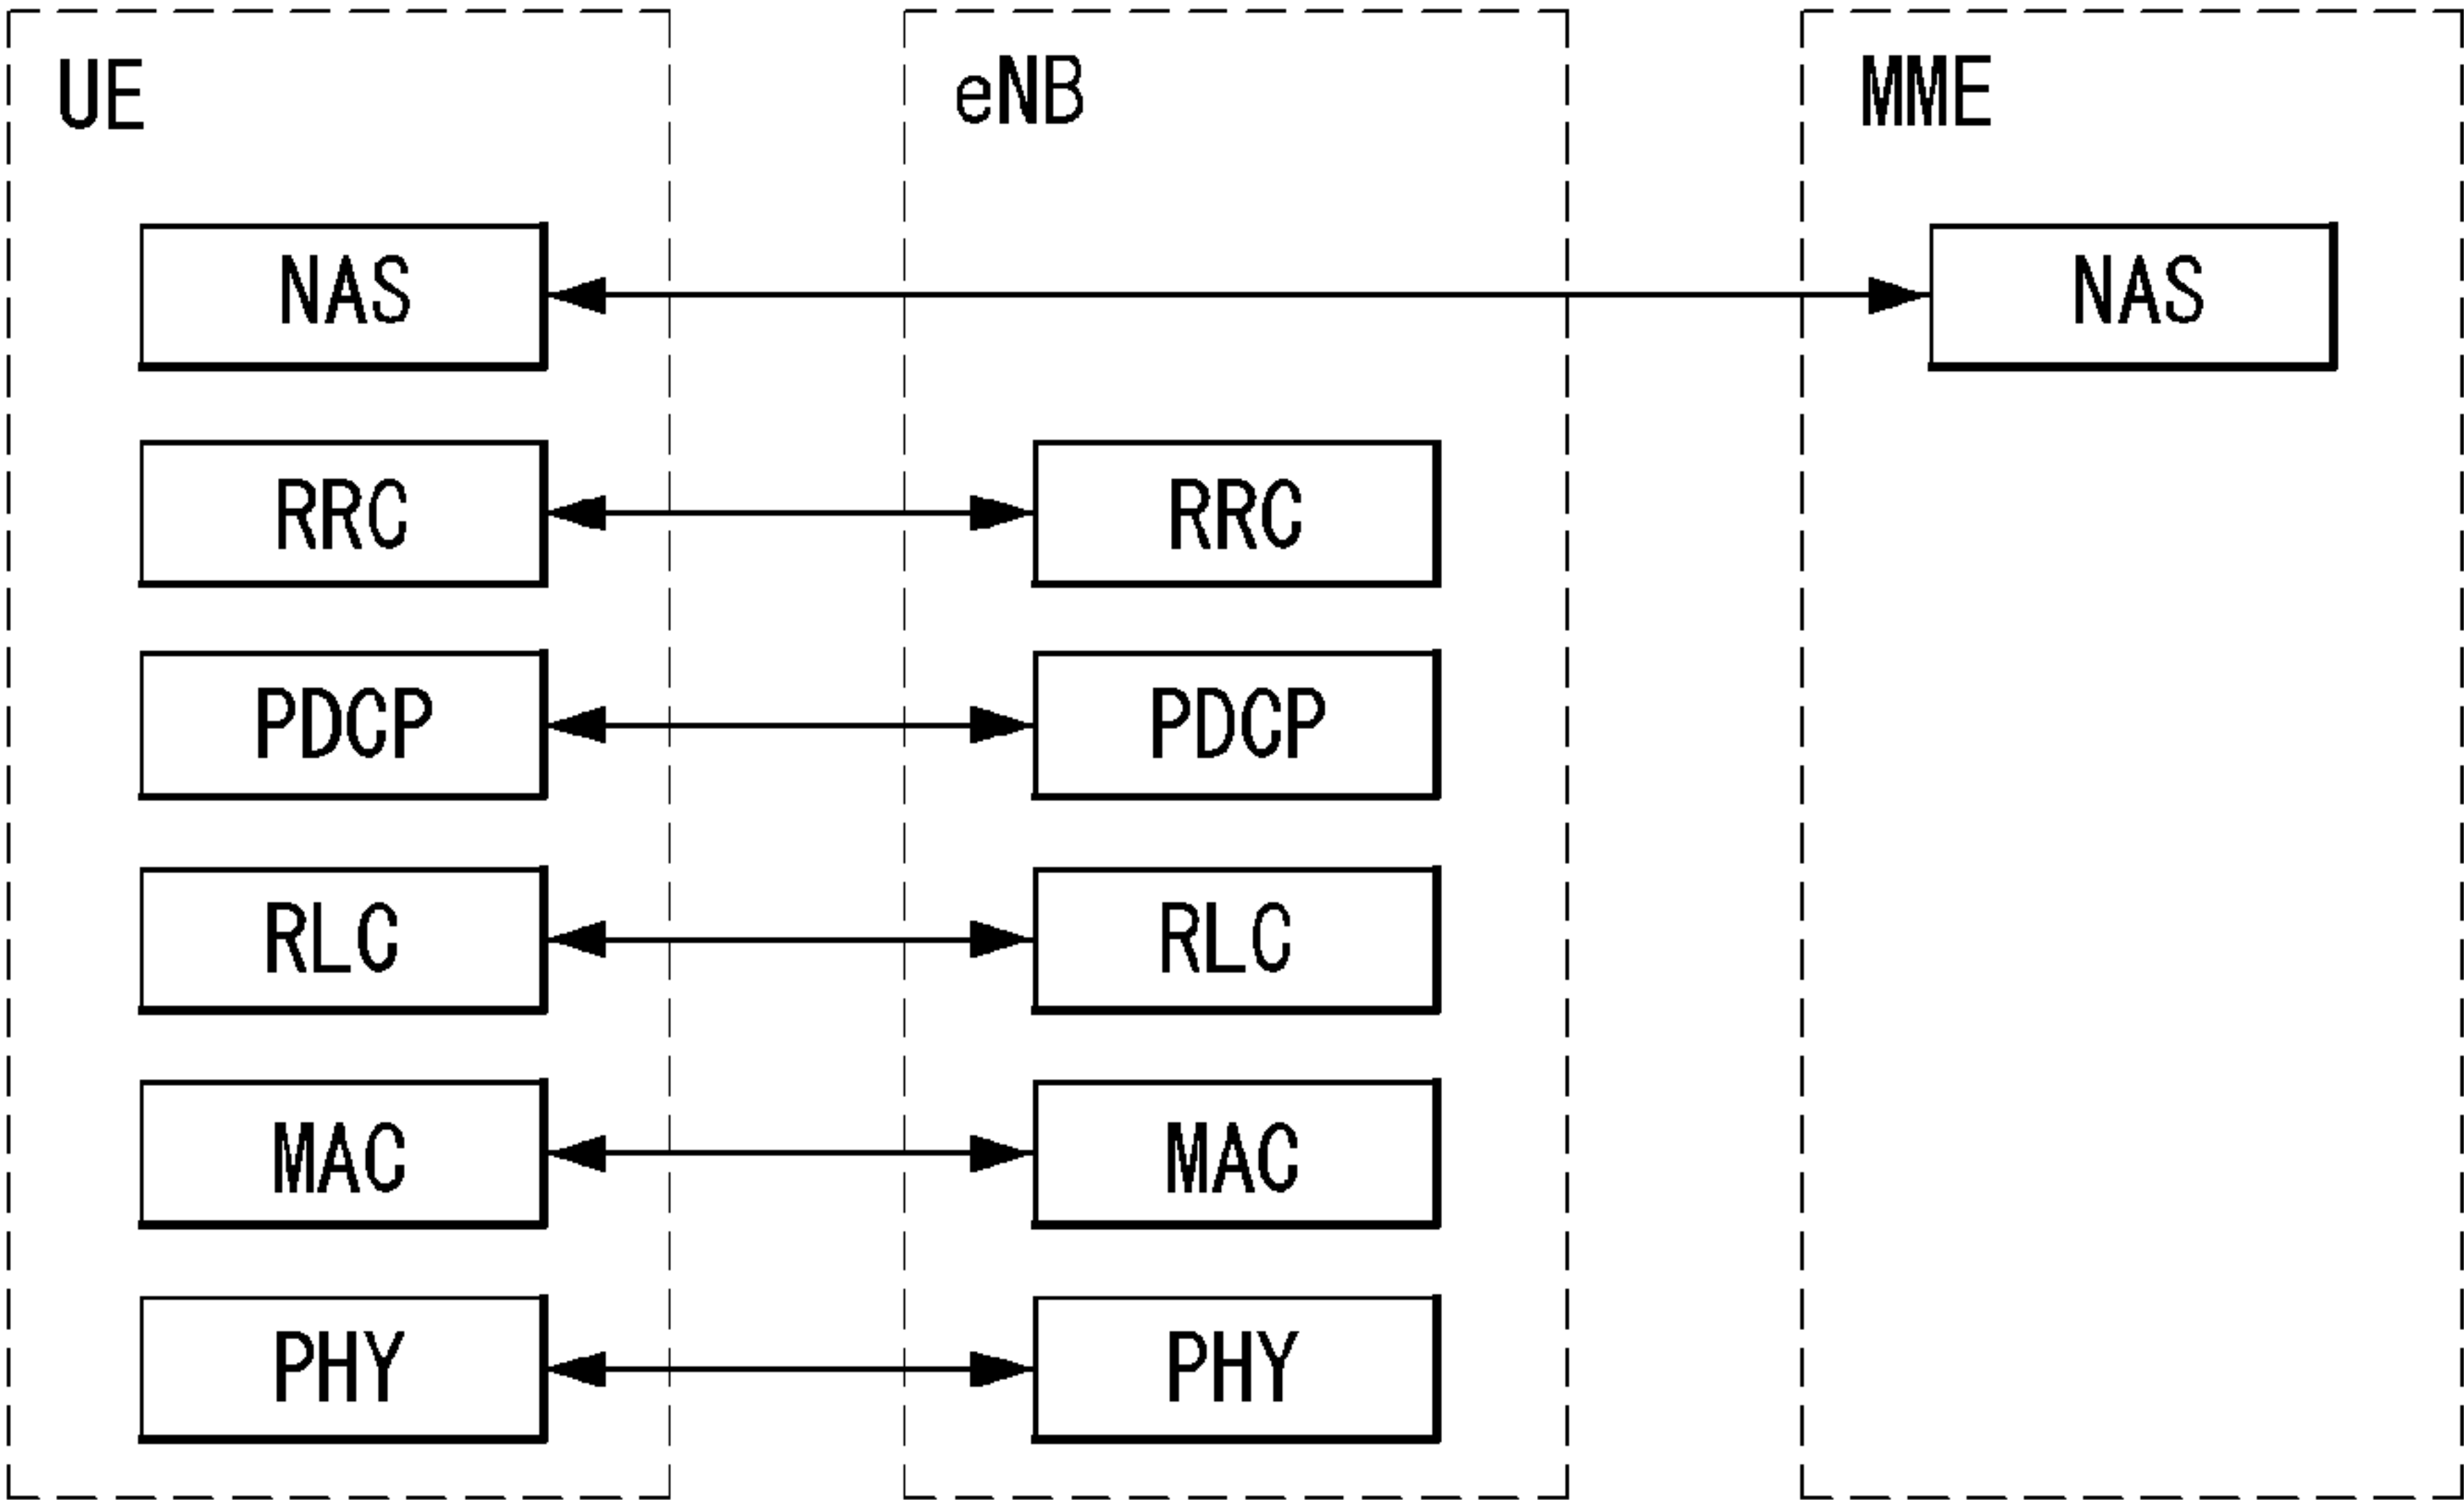 UE eNB MME
NAS NAS
RRC RRC
PDCP PDCP
RLC RLC
MAC MAC
PHY PHY